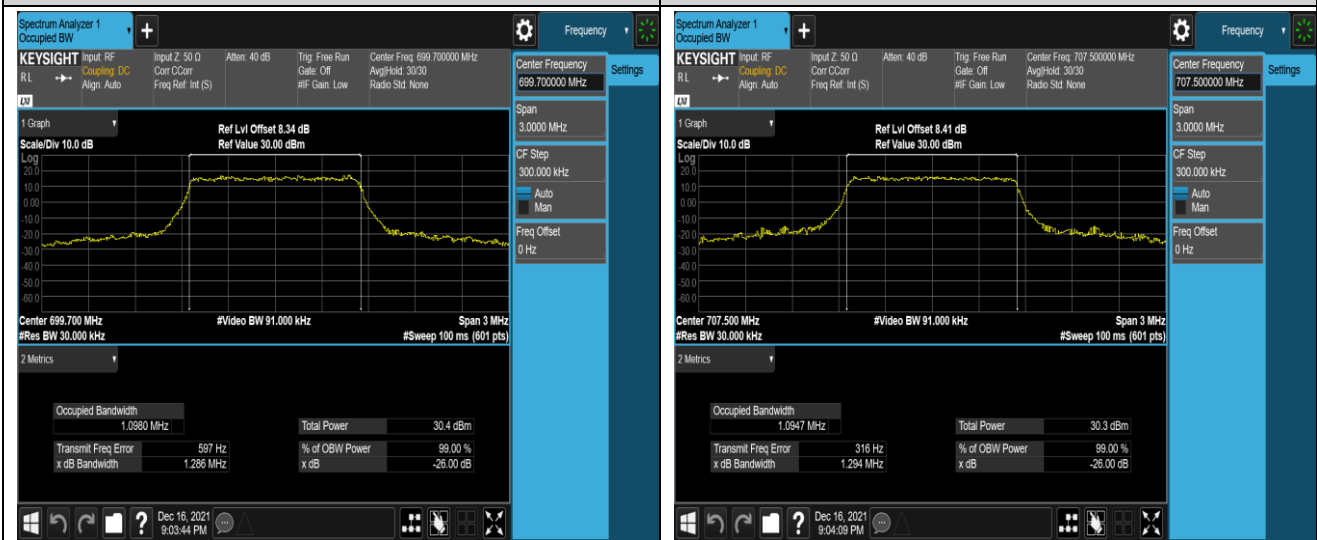 Spectrum Analyzer 1
Occupied BW
+
Frequency
KEYSIGHT
Input: RF
Coupling: DC
Align: Auto
Input Z: 50 Ω
Corr CCorr
Freq Ref: Int (S)
Atten: 40 dB
Trig: Free Run
Gate: Off
#IF Gain: Low
Center Freq: 699.700000 MHz
Avg|Hold: 30/30
Radio Std: None
RL
LXI
Center Frequency
699.700000 MHz
Settings
Span
3.0000 MHz
CF Step
300.000 kHz
Auto
Man
Freq Offset
0 Hz
1 Graph
Scale/Div 10.0 dB
Ref Lvl Offset 8.34 dB
Ref Value 30.00 dBm
Log
20.0
10.0
0.00
-10.0
-20.0
-30.0
-40.0
-50.0
-60.0
Center 699.700 MHz
#Video BW 91.000 kHz
Span 3 MHz
#Res BW 30.000 kHz
#Sweep 100 ms (601 pts)
2 Metrics
Occupied Bandwidth
1.0980 MHz
Total Power 30.4 dBm
Transmit Freq Error 597 Hz
% of OBW Power 99.00 %
x dB Bandwidth 1.286 MHz
x dB -26.00 dB
?
Dec 16, 2021
9:03:44 PM
Spectrum Analyzer 1
Occupied BW
+
Frequency
KEYSIGHT
Input: RF
Coupling: DC
Align: Auto
Input Z: 50 Ω
Corr CCorr
Freq Ref: Int (S)
Atten: 40 dB
Trig: Free Run
Gate: Off
#IF Gain: Low
Center Freq: 707.500000 MHz
Avg|Hold: 30/30
Radio Std: None
RL
LXI
Center Frequency
707.500000 MHz
Settings
Span
3.0000 MHz
CF Step
300.000 kHz
Auto
Man
Freq Offset
0 Hz
1 Graph
Scale/Div 10.0 dB
Ref Lvl Offset 8.41 dB
Ref Value 30.00 dBm
Log
20.0
10.0
0.00
-10.0
-20.0
-30.0
-40.0
-50.0
-60.0
Center 707.500 MHz
#Video BW 91.000 kHz
Span 3 MHz
#Res BW 30.000 kHz
#Sweep 100 ms (601 pts)
2 Metrics
Occupied Bandwidth
1.0947 MHz
Total Power 30.3 dBm
Transmit Freq Error 316 Hz
% of OBW Power 99.00 %
x dB Bandwidth 1.294 MHz
x dB -26.00 dB
?
Dec 16, 2021
9:04:09 PM